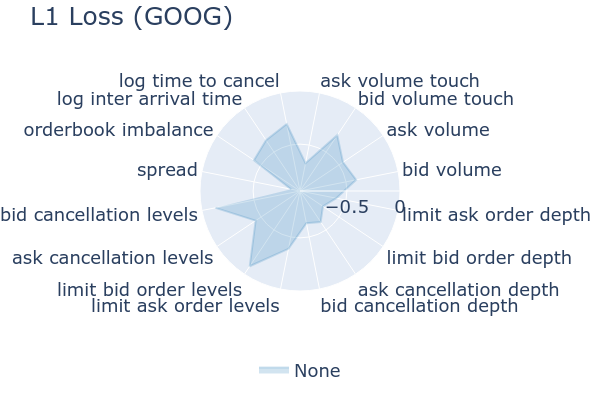 L1 Loss (GOOG)
log time to cancel
ask volume touch
log inter arrival time
bid volume touch
orderbook imbalance
ask volume
spread
bid volume
−0.5
0
bid cancellation levels
limit ask order depth
ask cancellation levels
limit bid order depth
limit bid order levels
ask cancellation depth
limit ask order levels
bid cancellation depth
None